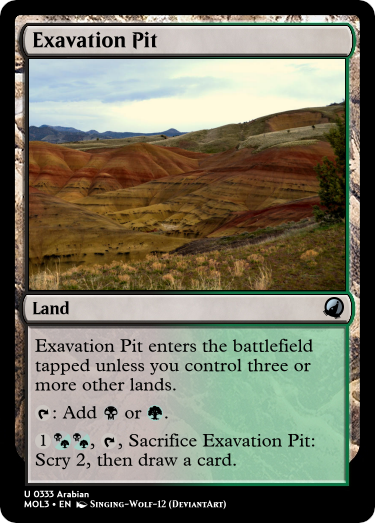 Exavation Pit
Land
Exavation Pit enters the battlefield
tapped unless you control three or
more other lands.
: Add or .
1 , , Sacrifice Exavation Pit:
Scry 2, then draw a card.
U 0333 Arabian
MOL3 • EN Singing-Wolf-12 (DeviantArt)